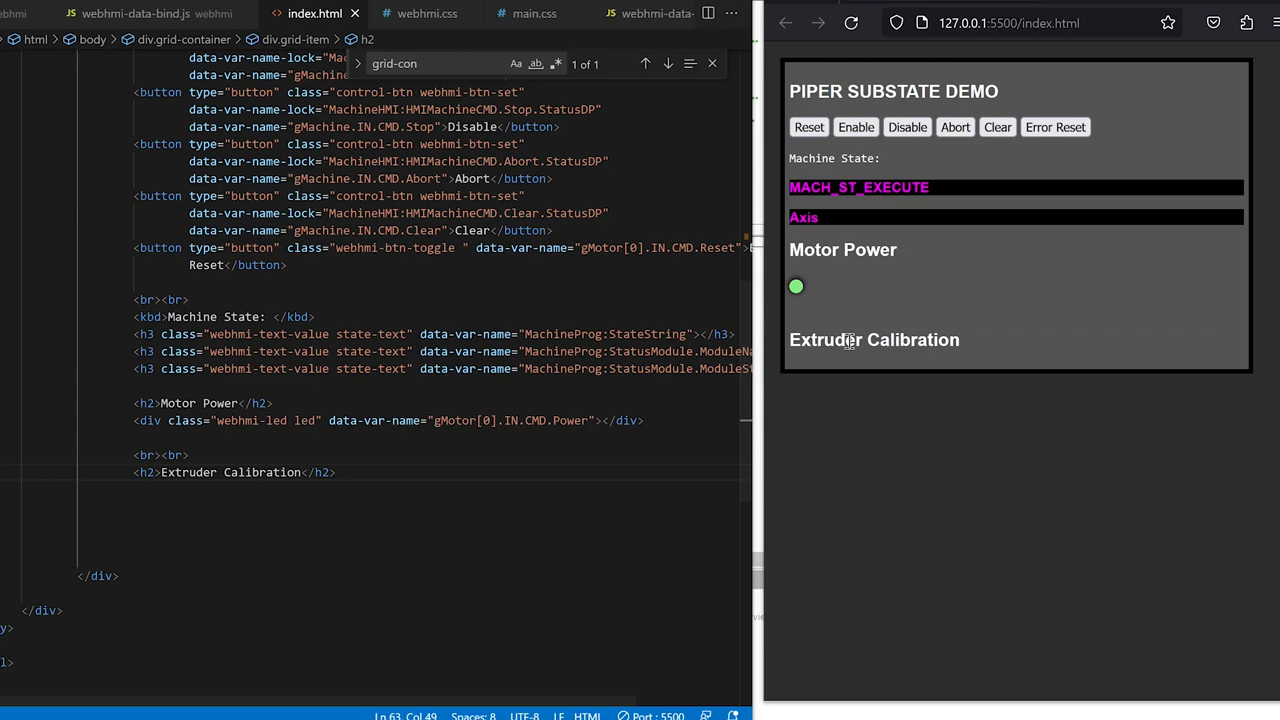 webhmi
JS webhmi-data-bind.js webhmi
<> index.html
# webhmi.css
# main.css
JS webhmi-data-
html > body > div.grid-container > div.grid-item > h2
grid-con
Aa ab 1 of 1
data-var-name-lock="Mac
data-var-name="gMachine
<button type="button" class="control-btn webhmi-btn-set"
data-var-name-lock="MachineHMI:HMIMachineCMD.Stop.StatusDP"
data-var-name="gMachine.IN.CMD.Stop">Disable</button>
<button type="button" class="control-btn webhmi-btn-set"
data-var-name-lock="MachineHMI:HMIMachineCMD.Abort.StatusDP"
data-var-name="gMachine.IN.CMD.Abort">Abort</button>
<button type="button" class="control-btn webhmi-btn-set"
data-var-name-lock="MachineHMI:HMIMachineCMD.Clear.StatusDP"
data-var-name="gMachine.IN.CMD.Clear">Clear</button>
<button type="button" class="webhmi-btn-toggle " data-var-name="gMotor[0].IN.CMD.Reset">
Reset</button>
<br><br>
<kbd>Machine State: </kbd>
<h3 class="webhmi-text-value state-text" data-var-name="MachineProg:StateString"></h3>
<h3 class="webhmi-text-value state-text" data-var-name="MachineProg:StatusModule.ModuleNa
<h3 class="webhmi-text-value state-text" data-var-name="MachineProg:StatusModule.ModuleSt
<h2>Motor Power</h2>
<div class="webhmi-led led" data-var-name="gMotor[0].IN.CMD.Power"></div>
<br><br>
<h2>Extruder Calibration</h2>
</div>
</div>
y>
l>
Ln 63, Col 49 Spaces: 8 UTF-8 LF HTML Port : 5500
127.0.0.1:5500/index.html
PIPER SUBSTATE DEMO
Reset Enable Disable Abort Clear Error Reset
Machine State:
MACH_ST_EXECUTE
Axis
Motor Power
Extruder Calibration